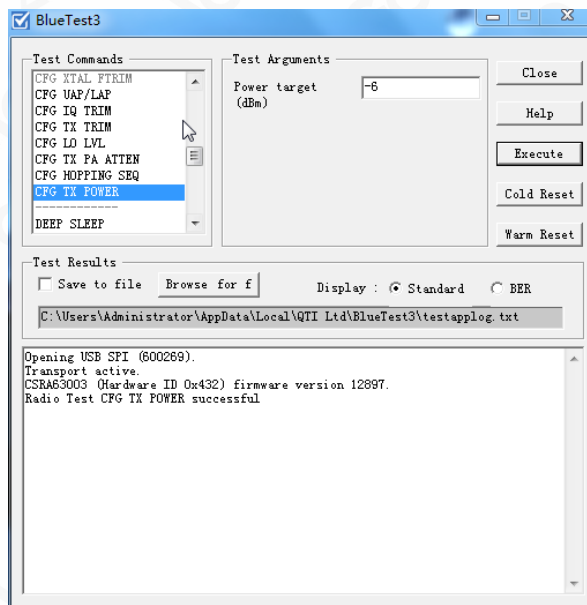 BlueTest3
Test Commands
CFG XTAL FTRIM
CFG UAP/LAP
CFG IQ TRIM
CFG TX TRIM
CFG LO LVL
CFG TX PA ATTEN
CFG HOPPING SEQ
CFG TX POWER
------------
DEEP SLEEP
Test Arguments
Power target
(dBm)
-6
Close
Help
Execute
Cold Reset
Warm Reset
Test Results
Save to file
Browse for f
Display :
Standard
BER
C:\Users\Administrator\AppData\Local\QTI Ltd\BlueTest3\testapplog.txt
Opening USB SPI (600269).
Transport active.
CSRA63003 (Hardware ID 0x432) firmware version 12897.
Radio Test CFG TX POWER successful